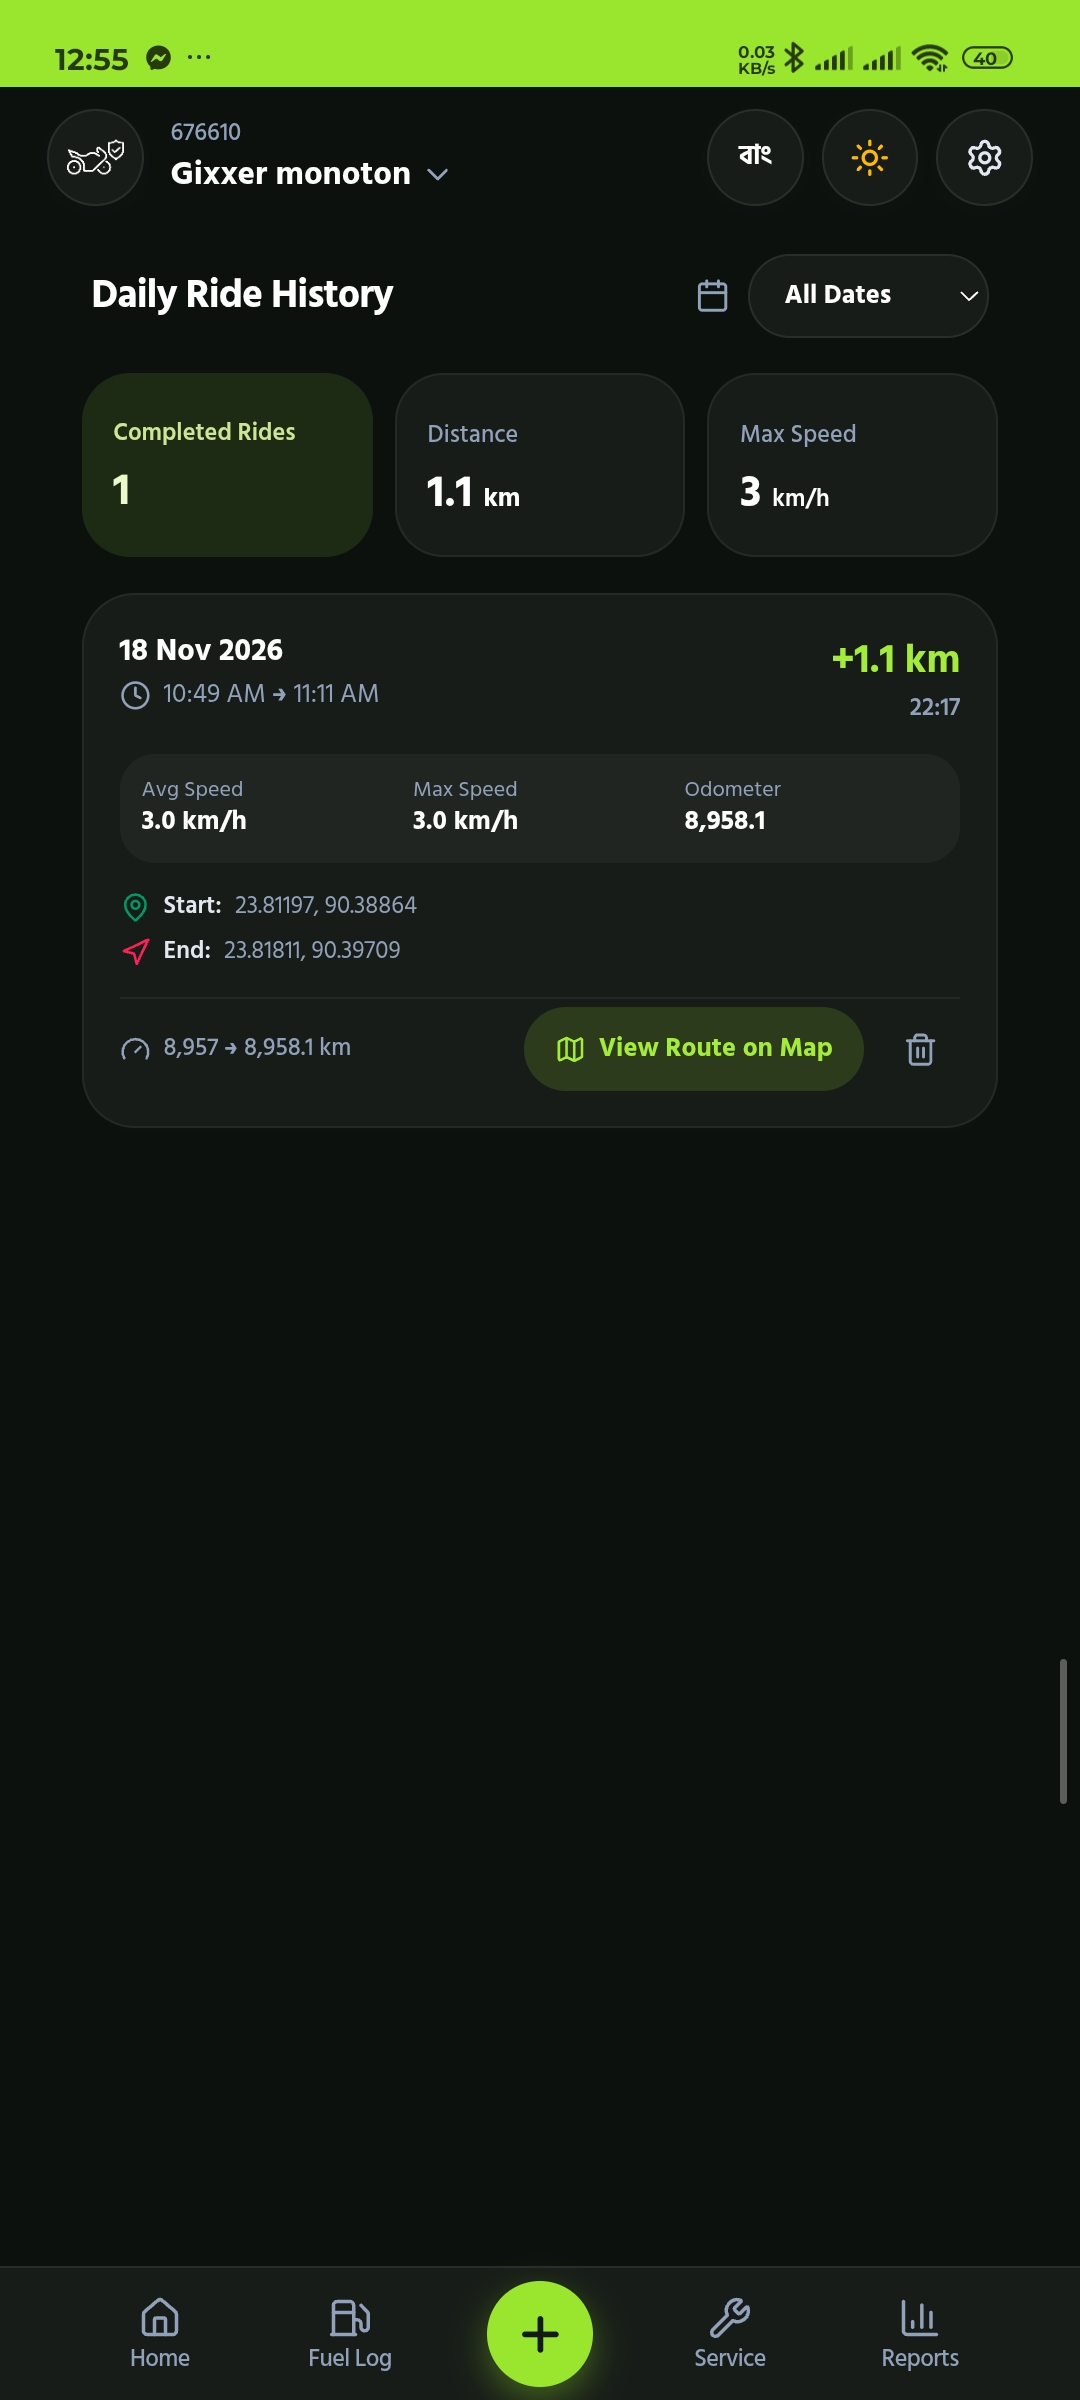 12:55 ...
0.03 KB/s
40
676610
Gixxer monoton
বাং
Daily Ride History
All Dates
Completed Rides
1
Distance
1.1 km
Max Speed
3 km/h
18 Nov 2026
+1.1 km
10:49 AM → 11:11 AM
22:17
Avg Speed Max Speed Odometer
3.0 km/h 3.0 km/h 8,958.1
Start: 23.81197, 90.38864
End: 23.81811, 90.39709
8,957 → 8,958.1 km
View Route on Map
Home Fuel Log Service Reports